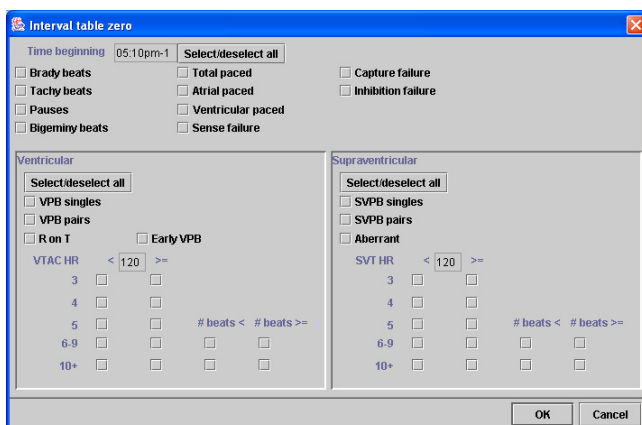 Interval table zero
Time beginning 05:10pm-1 Select/deselect all
Brady beats Total paced Capture failure
Tachy beats Atrial paced Inhibition failure
Pauses Ventricular paced
Bigeminy beats Sense failure
Ventricular
Select/deselect all
VPB singles
VPB pairs
R on T Early VPB
VTAC HR < 120 >=
3
4
5 # beats < # beats >=
6-9
10+
Supraventricular
Select/deselect all
SVPB singles
SVPB pairs
Aberrant
SVT HR < 120 >=
3
4
5 # beats < # beats >=
6-9
10+
OK Cancel